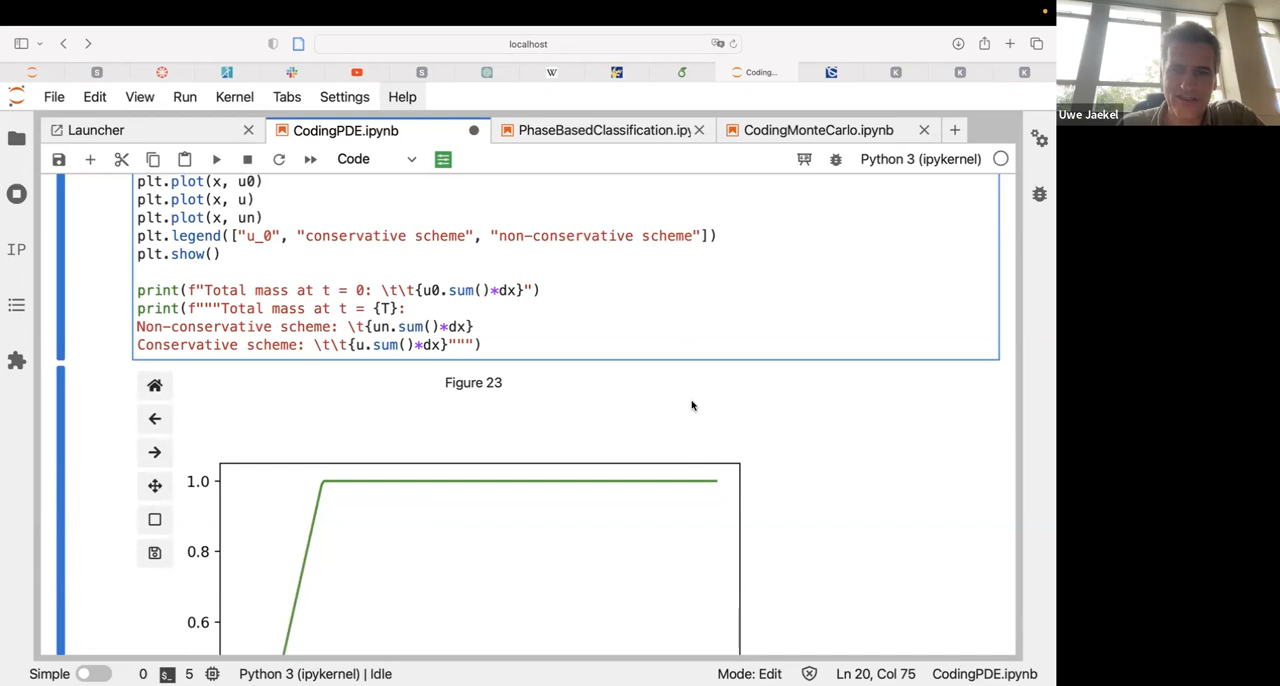 localhost
Coding...
File Edit View Run Kernel Tabs Settings Help
Uwe Jaekel
Launcher CodingPDE.ipynb PhaseBasedClassification.ipy CodingMonteCarlo.ipynb
Code Python 3 (ipykernel)
plt.plot(x, u0)
plt.plot(x, u)
plt.plot(x, un)
plt.legend(["u_0", "conservative scheme", "non-conservative scheme"])
plt.show()
print(f"Total mass at t = 0: \t\t{u0.sum()*dx}")
print(f"""Total mass at t = {T}:
Non-conservative scheme: \t{un.sum()*dx}
Conservative scheme: \t\t{u.sum()*dx}""")
IP
Figure 23
1.0
0.8
0.6
Simple 0 $_ 5 Python 3 (ipykernel) | Idle Mode: Edit Ln 20, Col 75 CodingPDE.ipynb